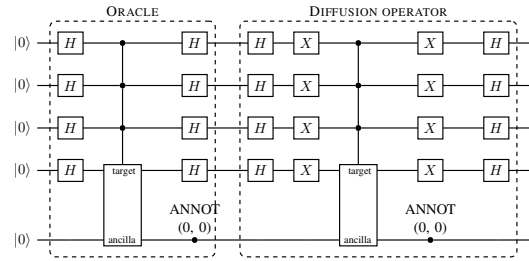 ORACLE DIFFUSION OPERATOR
|0⟩ H H H X X H
|0⟩ H H H X X H
|0⟩ H H H X X H
|0⟩ H target H H X target X H
ANNOT ANNOT
(0, 0) (0, 0)
|0⟩ ancilla ancilla